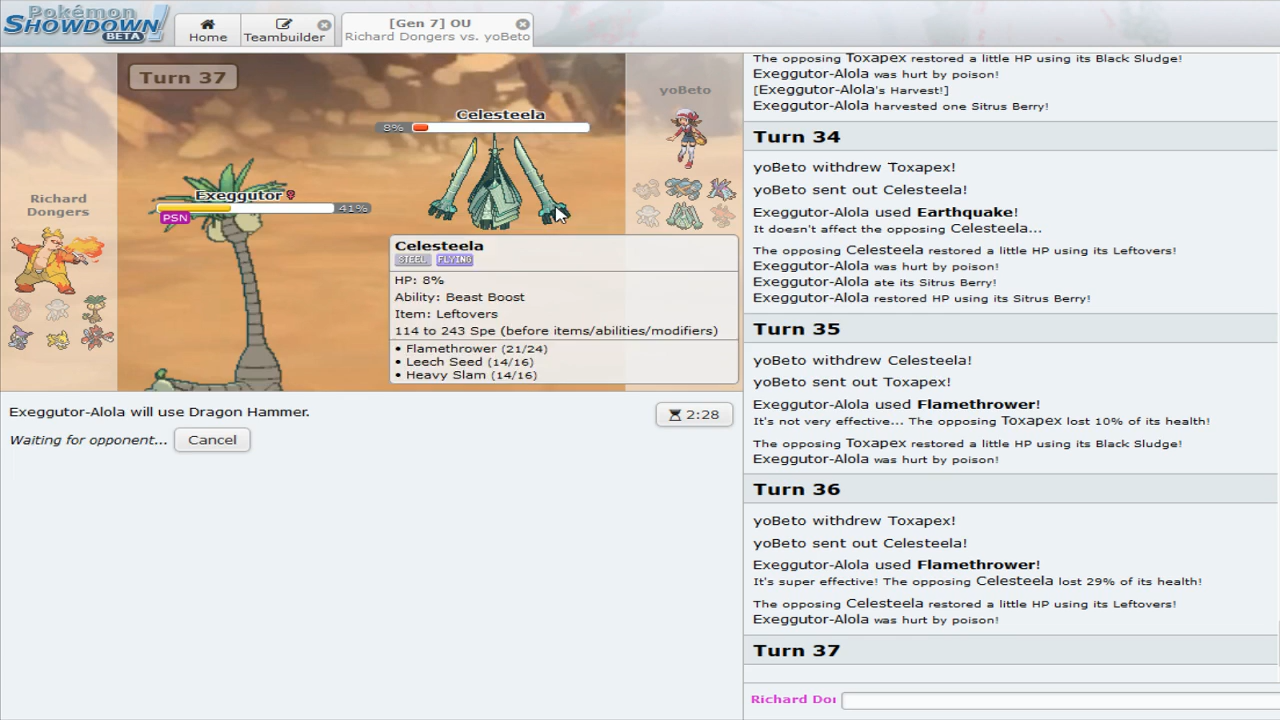 Pokémon
SHOWDOWN!
BETA
Home
Teambuilder
[Gen 7] OU
Richard Dongers vs. yoBeto
Turn 37
yoBeto
Celesteela
8%
Richard
Dongers
Exeggutor
41%
PSN
Celesteela
STEEL FLYING
HP: 8%
Ability: Beast Boost
Item: Leftovers
114 to 243 Spe (before items/abilities/modifiers)
• Flamethrower (21/24)
• Leech Seed (14/16)
• Heavy Slam (14/16)
Exeggutor-Alola will use Dragon Hammer.
2:28
Waiting for opponent... Cancel
The opposing Toxapex restored a little HP using its Black Sludge!
Exeggutor-Alola was hurt by poison!
[Exeggutor-Alola's Harvest!]
Exeggutor-Alola harvested one Sitrus Berry!
Turn 34
yoBeto withdrew Toxapex!
yoBeto sent out Celesteela!
Exeggutor-Alola used Earthquake!
It doesn't affect the opposing Celesteela...
The opposing Celesteela restored a little HP using its Leftovers!
Exeggutor-Alola was hurt by poison!
Exeggutor-Alola ate its Sitrus Berry!
Exeggutor-Alola restored HP using its Sitrus Berry!
Turn 35
yoBeto withdrew Celesteela!
yoBeto sent out Toxapex!
Exeggutor-Alola used Flamethrower!
It's not very effective... The opposing Toxapex lost 10% of its health!
The opposing Toxapex restored a little HP using its Black Sludge!
Exeggutor-Alola was hurt by poison!
Turn 36
yoBeto withdrew Toxapex!
yoBeto sent out Celesteela!
Exeggutor-Alola used Flamethrower!
It's super effective! The opposing Celesteela lost 29% of its health!
The opposing Celesteela restored a little HP using its Leftovers!
Exeggutor-Alola was hurt by poison!
Turn 37
Richard Doi